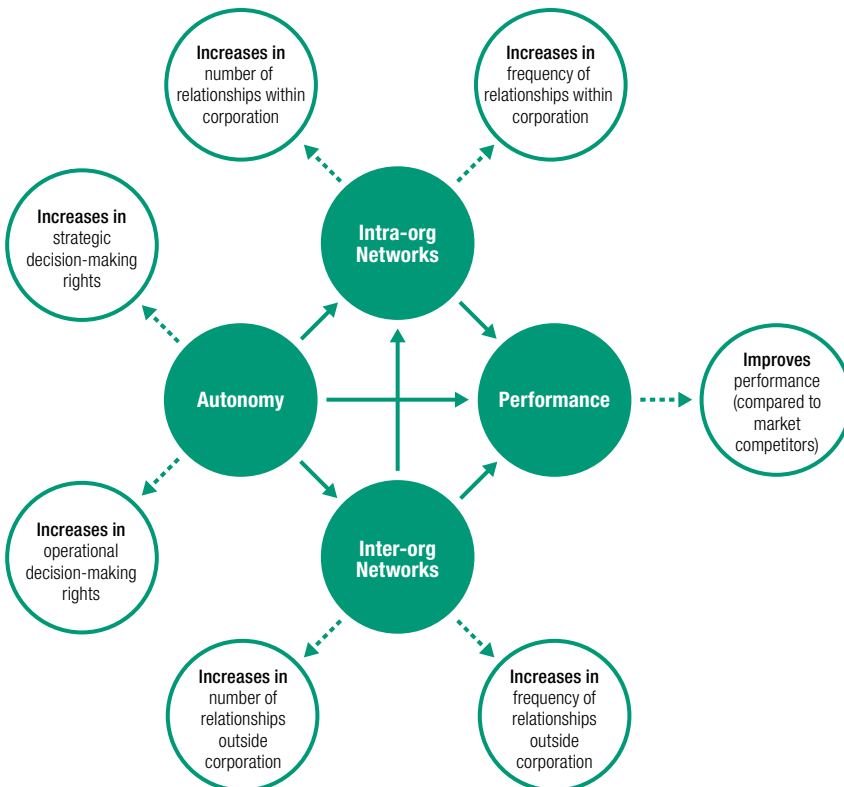 Increases in
number of
relationships within
corporation
Increases in
frequency of
relationships within
corporation
Increases in
strategic
decision-making
rights
Intra-org
Networks
Autonomy
Performance
Improves
performance
(compared to
market
competitors)
Increases in
operational
decision-making
rights
Inter-org
Networks
Increases in
number of
relationships
outside
corporation
Increases in
frequency of
relationships
outside
corporation